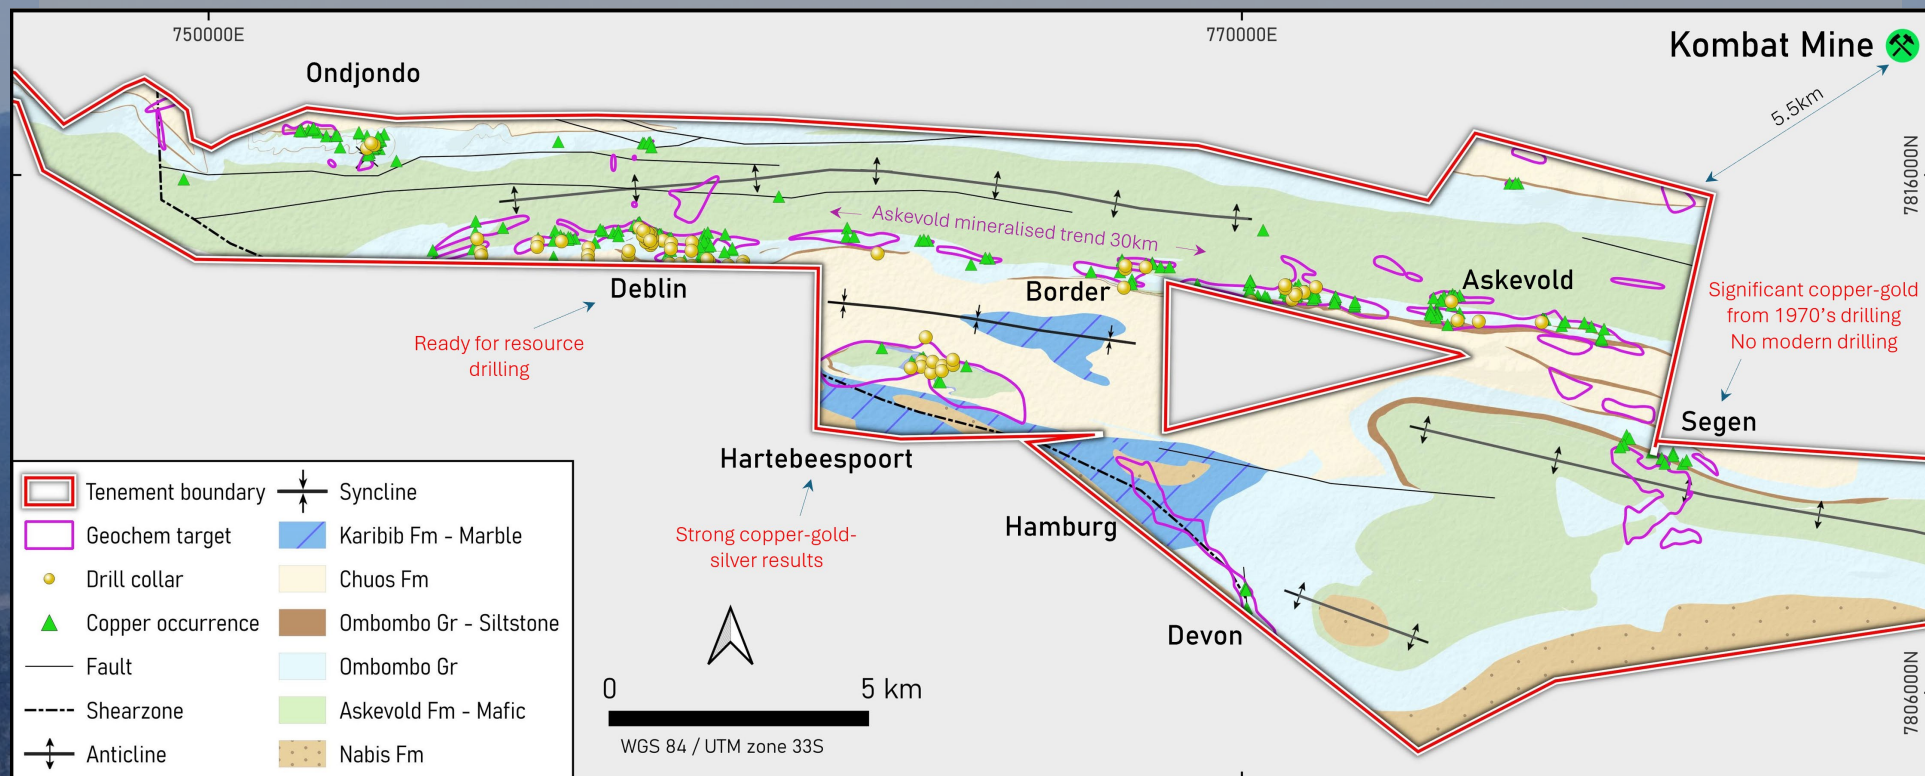 750000E
770000E
Kombat Mine
Ondjondo
5.5km
7816000N
Askevold mineralised trend 30km
Deblin
Border
Askevold
Ready for resource
drilling
Significant copper-gold
from 1970's drilling
No modern drilling
Segen
Hartebeespoort
Strong copper-gold-
silver results
Hamburg
Devon
7806000N
Tenement boundary
Geochem target
Drill collar
Copper occurrence
Fault
Shearzone
Anticline
Syncline
Karibib Fm - Marble
Chuos Fm
Ombombo Gr - Siltstone
Ombombo Gr
Askevold Fm - Mafic
Nabis Fm
0 5 km
WGS 84 / UTM zone 33S